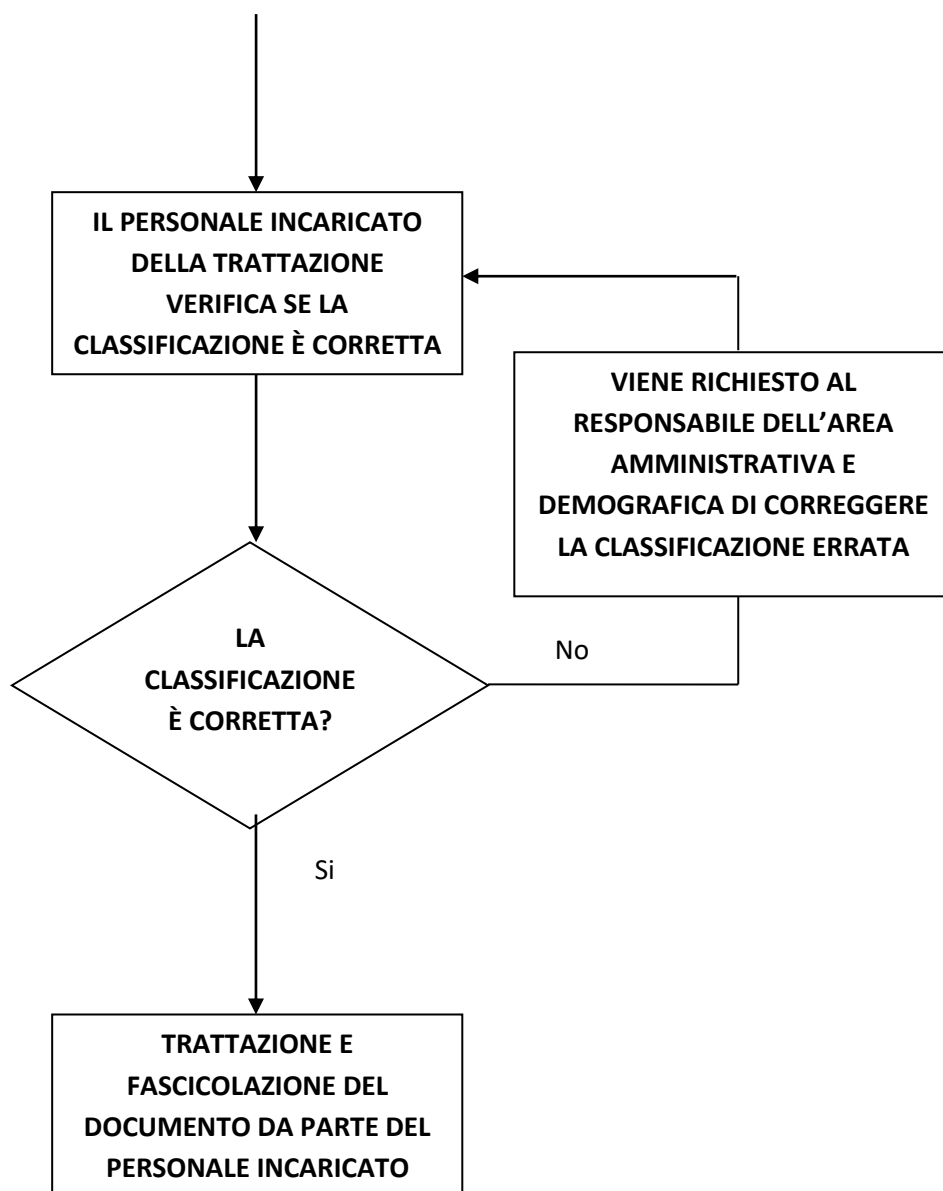 IL PERSONALE INCARICATO
DELLA TRATTAZIONE
VERIFICA SE LA
CLASSIFICAZIONE È CORRETTA
VIENE RICHIESTO AL
RESPONSABILE DELL’AREA
AMMINISTRATIVA E
DEMOGRAFICA DI CORREGGERE
LA CLASSIFICAZIONE ERRATA
LA
CLASSIFICAZIONE
È CORRETTA?
No
Si
TRATTAZIONE E
FASCICOLAZIONE DEL
DOCUMENTO DA PARTE DEL
PERSONALE INCARICATO